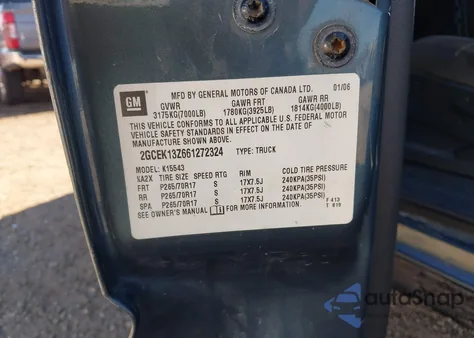 GM
MFD BY GENERAL MOTORS OF CANADA LTD. 01/06
GVWR GAWR FRT GAWR RR
3175KG(7000LB) 1780KG(3925LB) 1814KG(4000LB)
THIS VEHICLE CONFORMS TO ALL APPLICABLE U.S. FEDERAL MOTOR
VEHICLE SAFETY STANDARDS IN EFFECT ON THE DATE OF
MANUFACTURE SHOWN ABOVE.
2GCEK13Z661272324 TYPE: TRUCK
MODEL: K15543
XA2X TIRE SIZE SPEED RTG RIM COLD TIRE PRESSURE
FRT P265/70R17 S 17X7.5J 240KPA(35PSI)
RR P265/70R17 S 17X7.5J 240KPA(35PSI)
SPA P265/70R17 S 17X7.5J 240KPA(35PSI)
SEE OWNER'S MANUAL FOR MORE INFORMATION. F 413
T 810
autoSnap